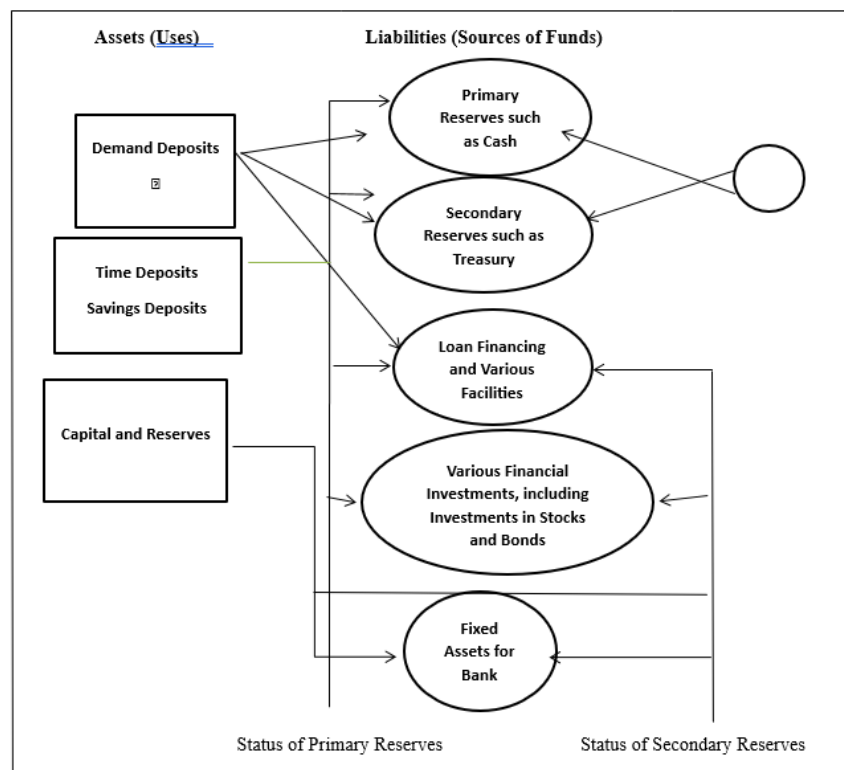 Assets (Uses)
Liabilities (Sources of Funds)
Primary
Reserves such
as Cash
Demand Deposits
Secondary
Reserves such as
Treasury
Time Deposits
Savings Deposits
Loan Financing
and Various
Facilities
Capital and Reserves
Various Financial
Investments, including
Investments in Stocks
and Bonds
Fixed
Assets for
Bank
Status of Primary Reserves
Status of Secondary Reserves